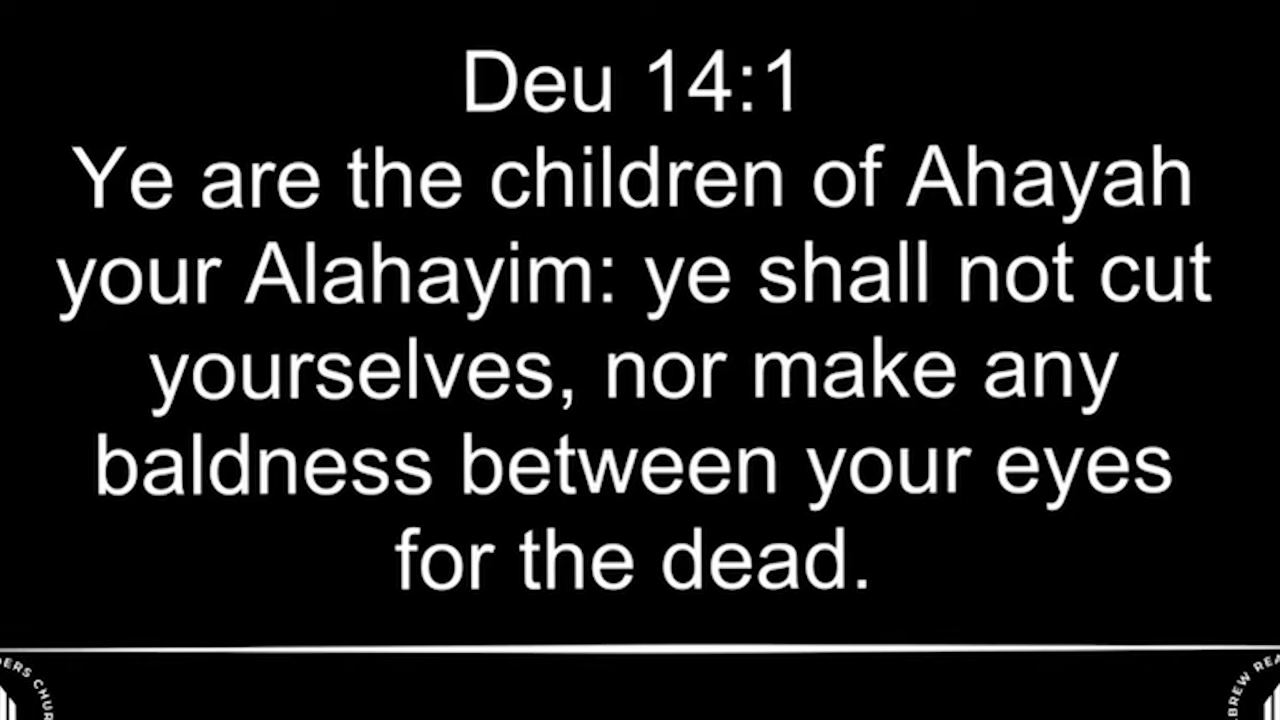 Deu 14:1
Ye are the children of Ahayah
your Alahayim: ye shall not cut
yourselves, nor make any
baldness between your eyes
for the dead.